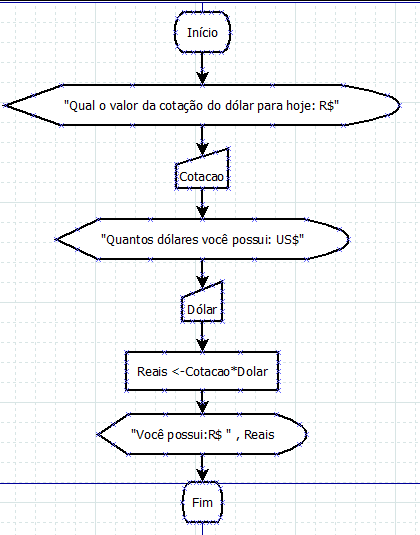 Início
"Qual o valor da cotação do dólar para hoje: R$"
Cotacao
"Quantos dólares você possui: US$"
Dólar
Reais <-Cotacao*Dolar
"Você possui:R$ " , Reais
Fim